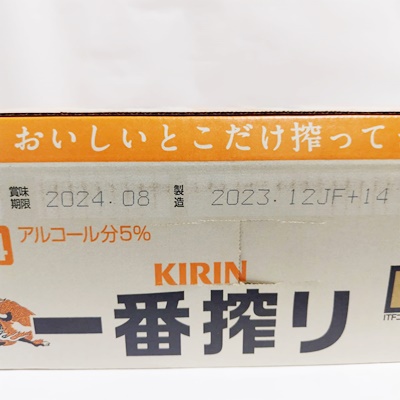 おいしいとこだけ搾って
賞味期限 2024.08 製造 2023.12JF+14
アルコール分5%
KIRIN
一番搾り
ITF